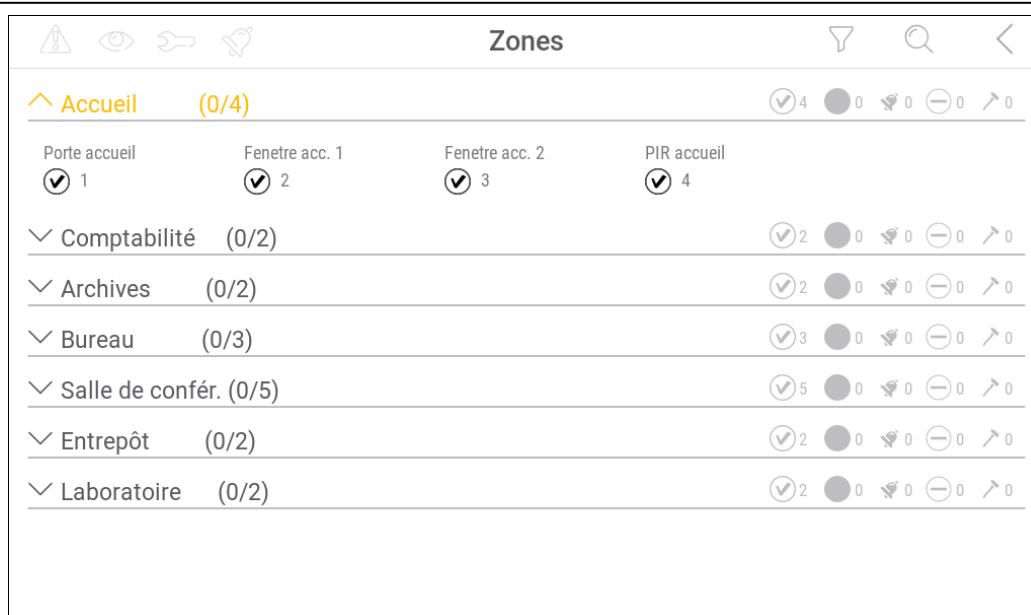 Zones
Accueil (0/4) 4 0 0 0 0
Porte accueil Fenetre acc. 1 Fenetre acc. 2 PIR accueil
1 2 3 4
Comptabilité (0/2) 2 0 0 0 0
Archives (0/2) 2 0 0 0 0
Bureau (0/3) 3 0 0 0 0
Salle de confér. (0/5) 5 0 0 0 0
Entrepôt (0/2) 2 0 0 0 0
Laboratoire (0/2) 2 0 0 0 0